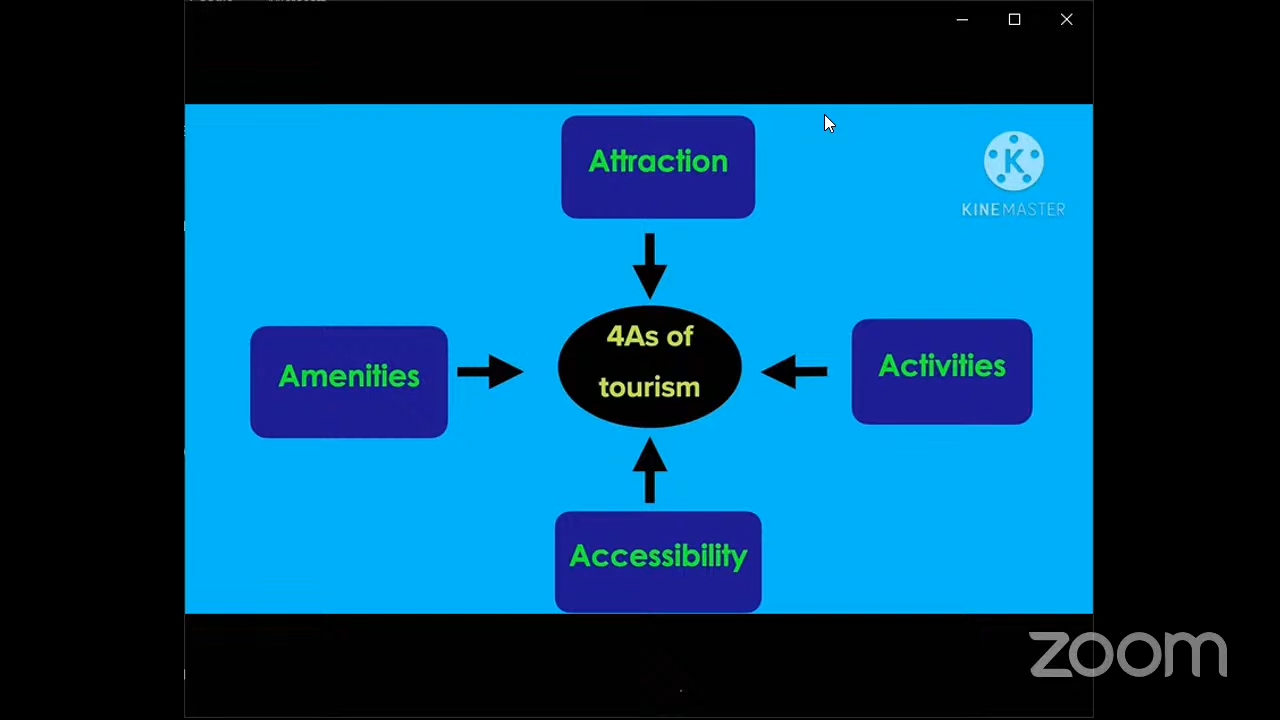 Attraction
K
KINEMASTER
4As of
tourism
Amenities
Activities
Accessibility
zoom